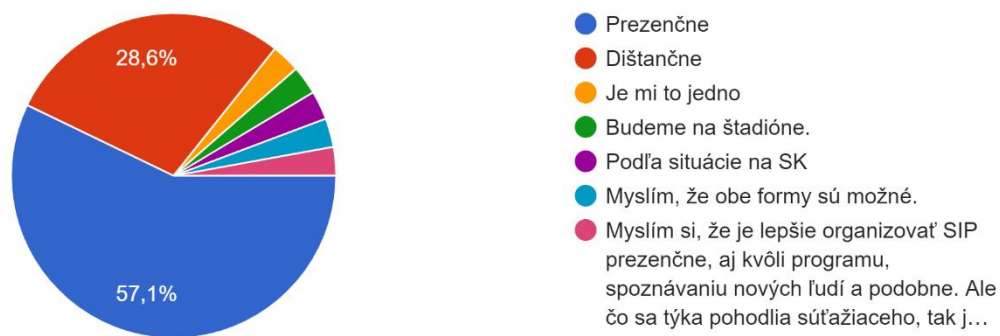 28,6%
57,1%
Prezenčne
Dištančne
Je mi to jedno
Budeme na štadióne.
Podľa situácie na SK
Myslím, že obe formy sú možné.
Myslím si, že je lepšie organizovať SIP
prezenčne, aj kvôli programu,
spoznávaniu nových ľudí a podobne. Ale
čo sa týka pohodlia súťažiaceho, tak j…